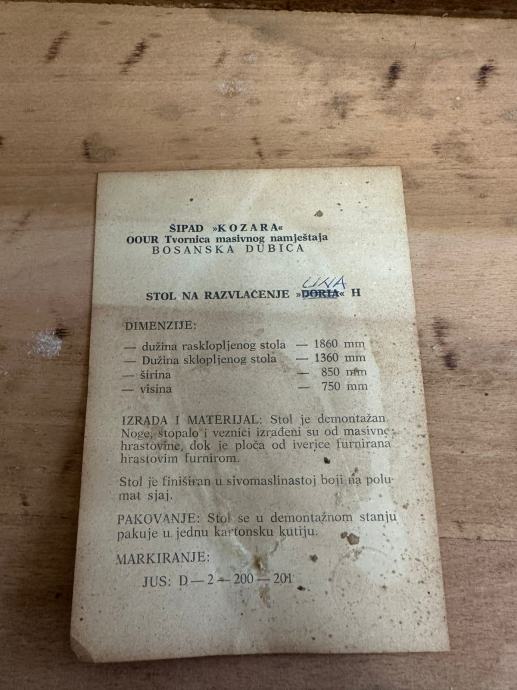 ŠIPAD »KOZARA«
OOUR Tvornica masivnog namještaja
BOSANSKA DUBICA
UNA
STOL NA RAZVLAČENJE »DORIA« H
DIMENZIJE:
— dužina rasklopljenog stola — 1860 mm
— Dužina sklopljenog stola — 1360 mm
— širina — 850 mm
— visina — 750 mm
IZRADA I MATERIJAL: Stol je demontažan.
Noge, stopalo i veznici izrađeni su od masivne
hrastovine, dok je ploča od iverice furnirana
hrastovim furnirom.
Stol je finiširan u sivomaslinastoj boji na polu-
mat sjaj.
PAKOVANJE: Stol se u demontažnom stanju
pakuje u jednu kartonsku kutiju.
MARKIRANJE:
JUS: D — 2 — 200 — 201